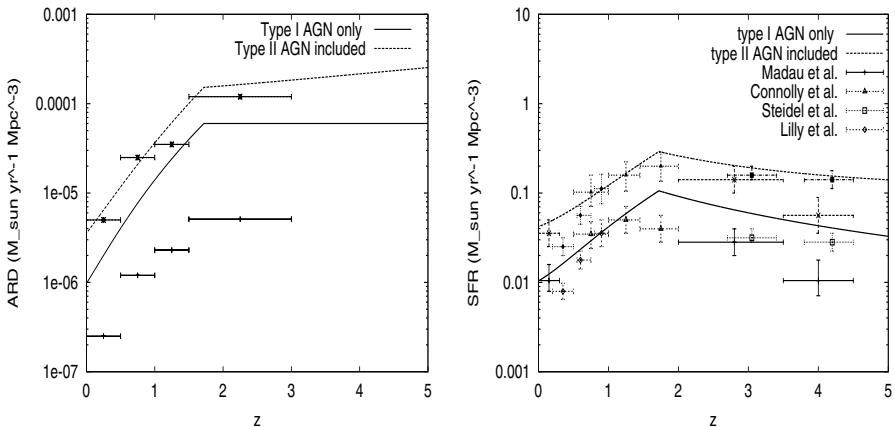 ARD (M_sun yr^-1 Mpc^-3)
0.001
0.0001
1e-05
1e-06
1e-07
Type I AGN only
Type II AGN included
0 1 2 3 4 5
z
SFR (M_sun yr^-1 Mpc^-3)
10
1
0.1
0.01
0.001
type I AGN only
type II AGN included
Madau et al.
Connolly et al.
Steidel et al.
Lilly et al.
0 1 2 3 4 5
z